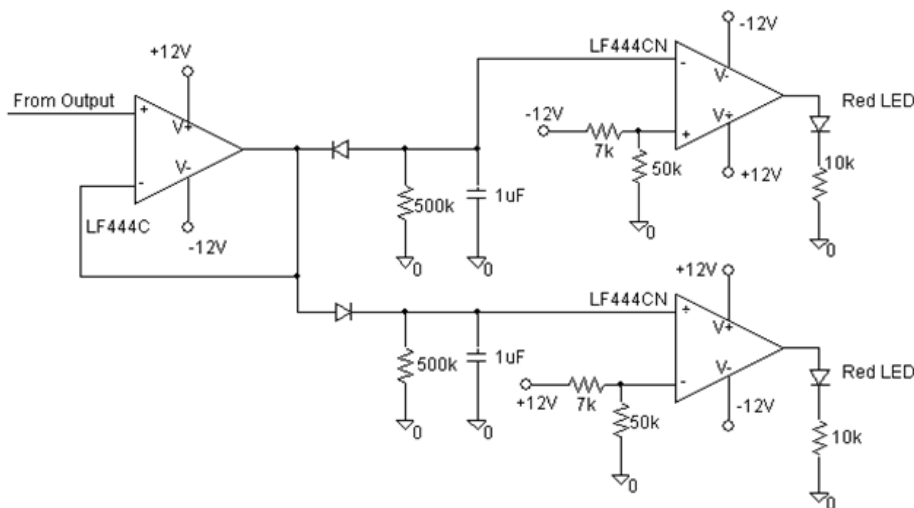 LF444CN
-12V
+12V
V-
Red LED
From Output
+
V+
-
-12V
V+
-
V-
+
7k
10k
50k
+12V
500k
1uF
LF444C
-12V
0
0
0
0
+12V
LF444CN
+
V+
Red LED
500k
1uF
V-
+12V
7k
-
-12V
50k
10k
0
0
0
0